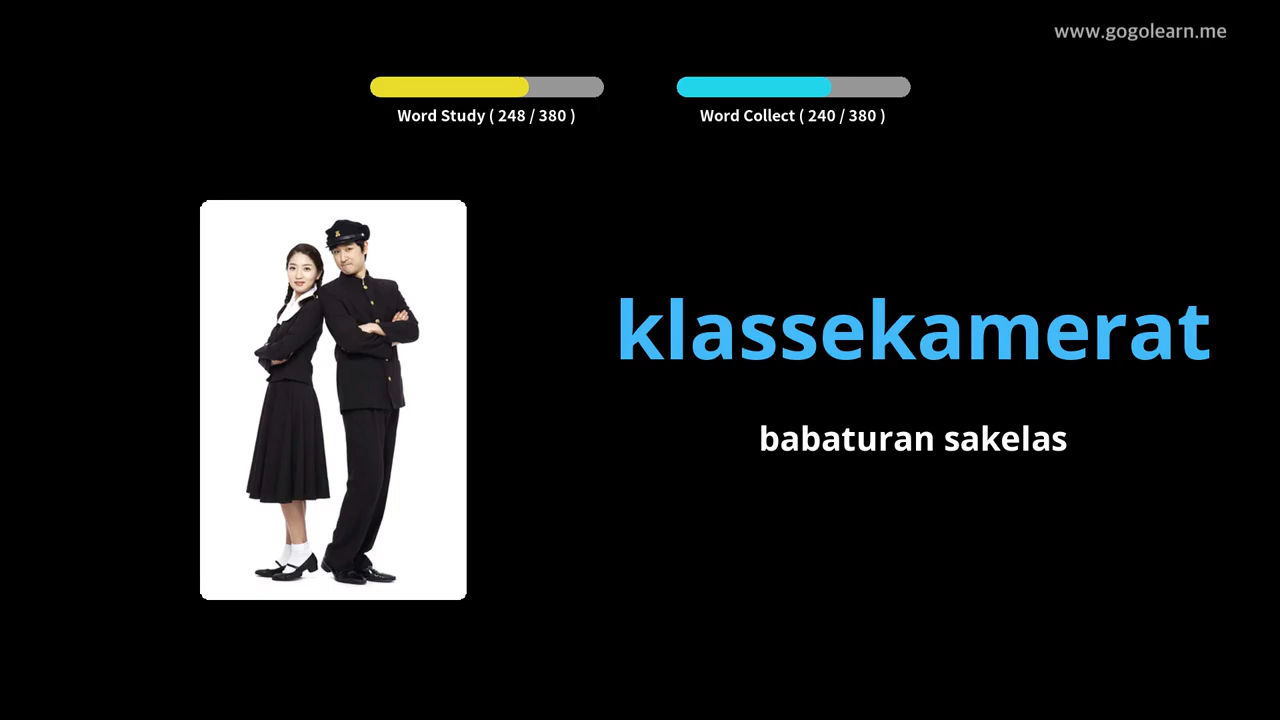 www.gogolearn.me
Word Study ( 248 / 380 )
Word Collect ( 240 / 380 )
klassekamerat
babaturan sakelas